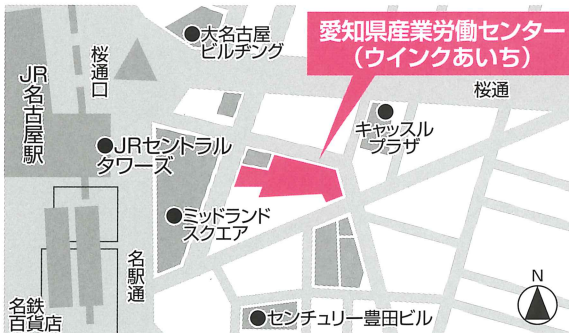 愛知県産業労働センター
（ウインクあいち）
●大名古屋
ビルヂング
桜通口
JR名古屋駅
桜通
●
キャッスル
プラザ
●JRセントラル
タワーズ
●ミッドランド
スクエア
名駅通
名鉄
百貨店
●センチュリー豊田ビル
N